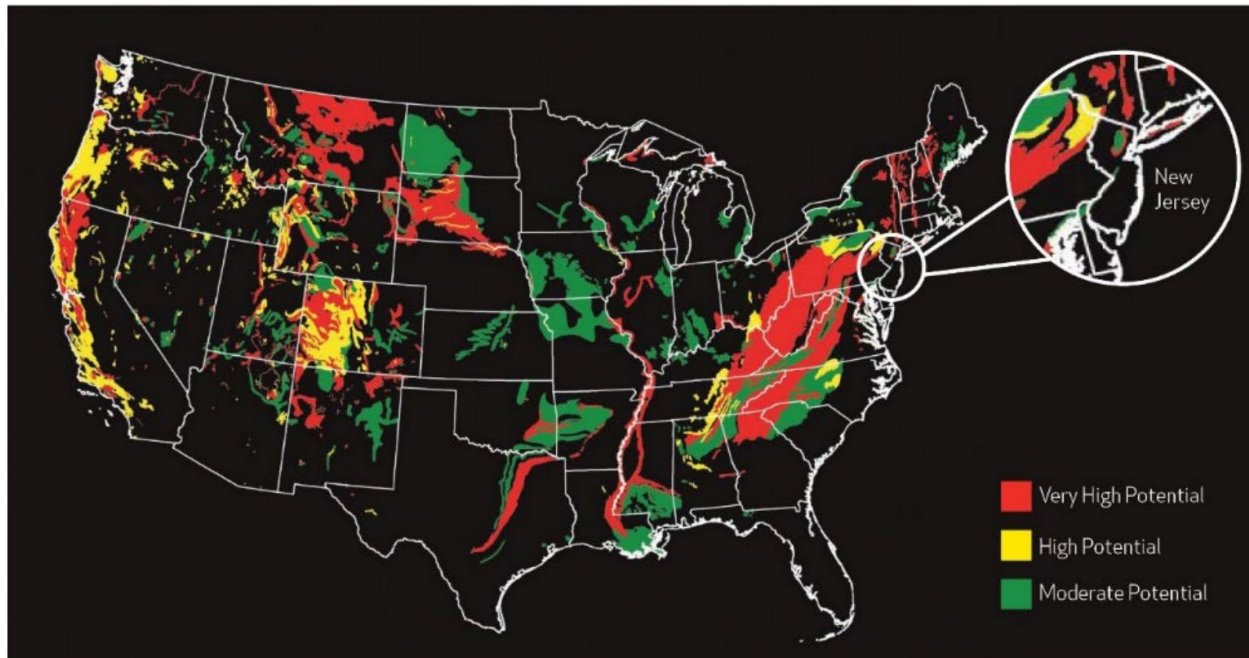 New
Jersey
Very High Potential
High Potential
Moderate Potential